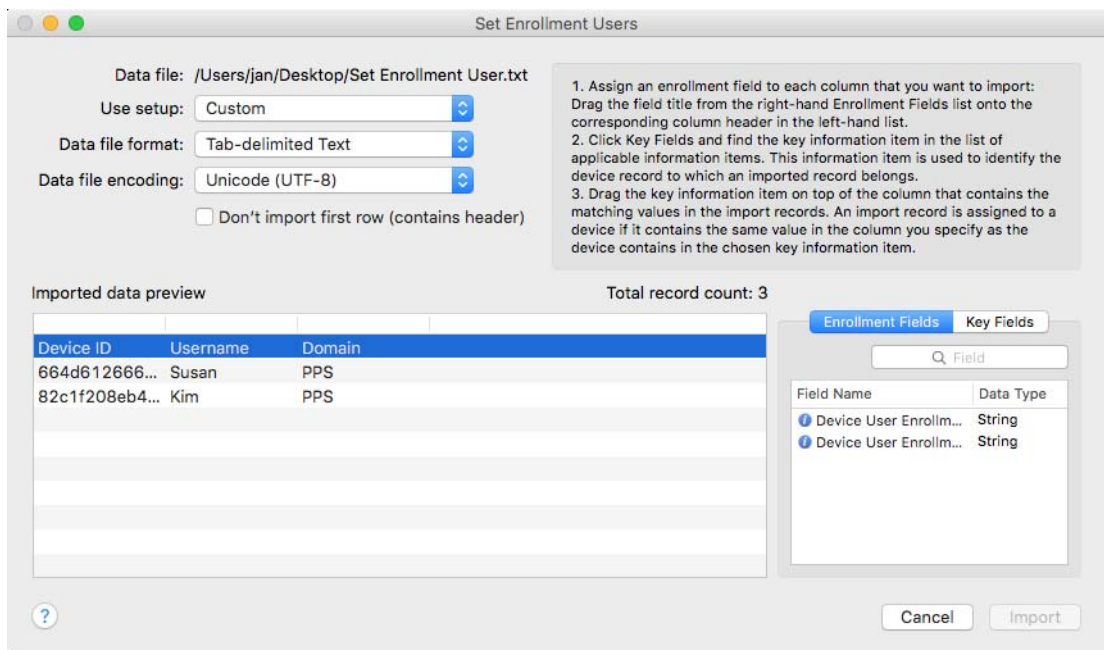 Set Enrollment Users
Data file: /Users/jan/Desktop/Set Enrollment User.txt
Use setup: Custom
Data file format: Tab-delimited Text
Data file encoding: Unicode (UTF-8)
Don't import first row (contains header)
1. Assign an enrollment field to each column that you want to import:
Drag the field title from the right-hand Enrollment Fields list onto the
corresponding column header in the left-hand list.
2. Click Key Fields and find the key information item in the list of
applicable information items. This information item is used to identify the
device record to which an imported record belongs.
3. Drag the key information item on top of the column that contains the
matching values in the import records. An import record is assigned to a
device if it contains the same value in the column you specify as the
device contains in the chosen key information item.
Imported data preview
Total record count: 3
Device ID Username Domain
664d612666... Susan PPS
82c1f208eb4... Kim PPS
Enrollment Fields Key Fields
Field
Field Name Data Type
Device User Enrollm... String
Device User Enrollm... String
?
Cancel Import